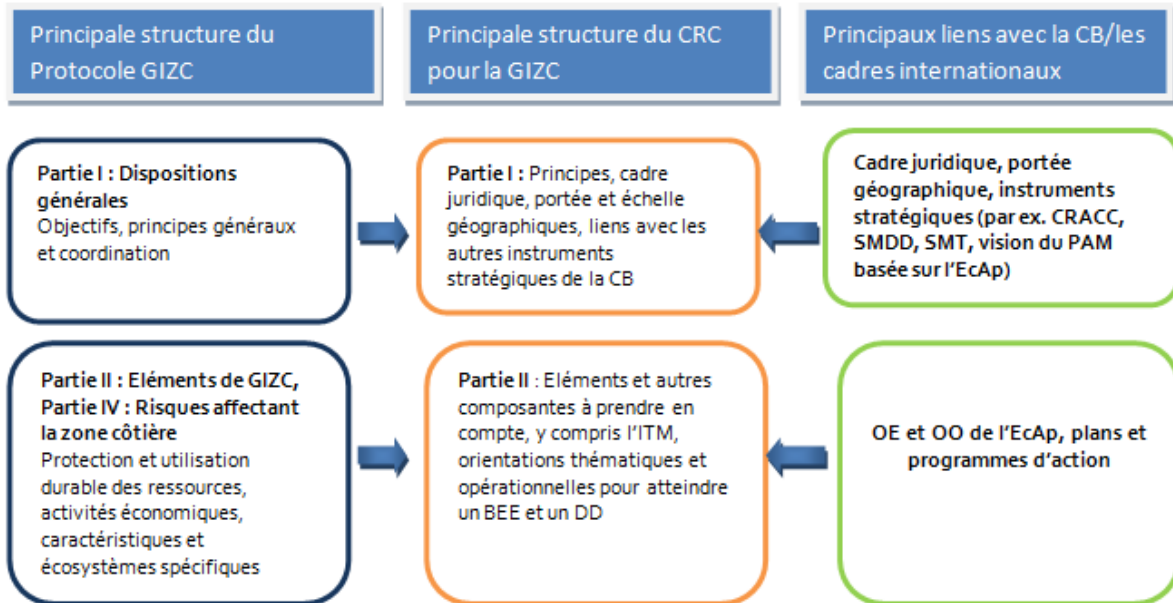 Principale structure du
Protocole GIZC
Principale structure du CRC
pour la GIZC
Principaux liens avec la CB/les
cadres internationaux
Partie I : Dispositions
générales
Objectifs, principes généraux
et coordination
Partie I : Principes, cadre
juridique, portée et échelle
géographiques, liens avec les
autres instruments
stratégiques de la CB
Cadre juridique, portée
géographique, instruments
stratégiques (par ex. CRACC,
SMDD, SMT, vision du PAM
basée sur l'EcAp)
Partie II : Eléments de GIZC,
Partie IV : Risques affectant
la zone côtière
Protection et utilisation
durable des ressources,
activités économiques,
caractéristiques et
écosystèmes spécifiques
Partie II : Eléments et autres
composantes à prendre en
compte, y compris l'ITM,
orientations thématiques et
opérationnelles pour atteindre
un BEE et un DD
OE et OO de l'EcAp, plans et
programmes d'action